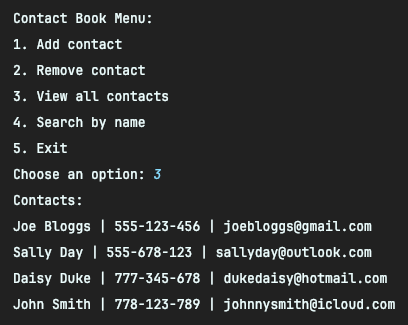 Contact Book Menu:
1. Add contact
2. Remove contact
3. View all contacts
4. Search by name
5. Exit
Choose an option: 3
Contacts:
Joe Bloggs | 555-123-456 | joebloggs@gmail.com
Sally Day | 555-678-123 | sallyday@outlook.com
Daisy Duke | 777-345-678 | dukedaisy@hotmail.com
John Smith | 778-123-789 | johnnysmith@icloud.com